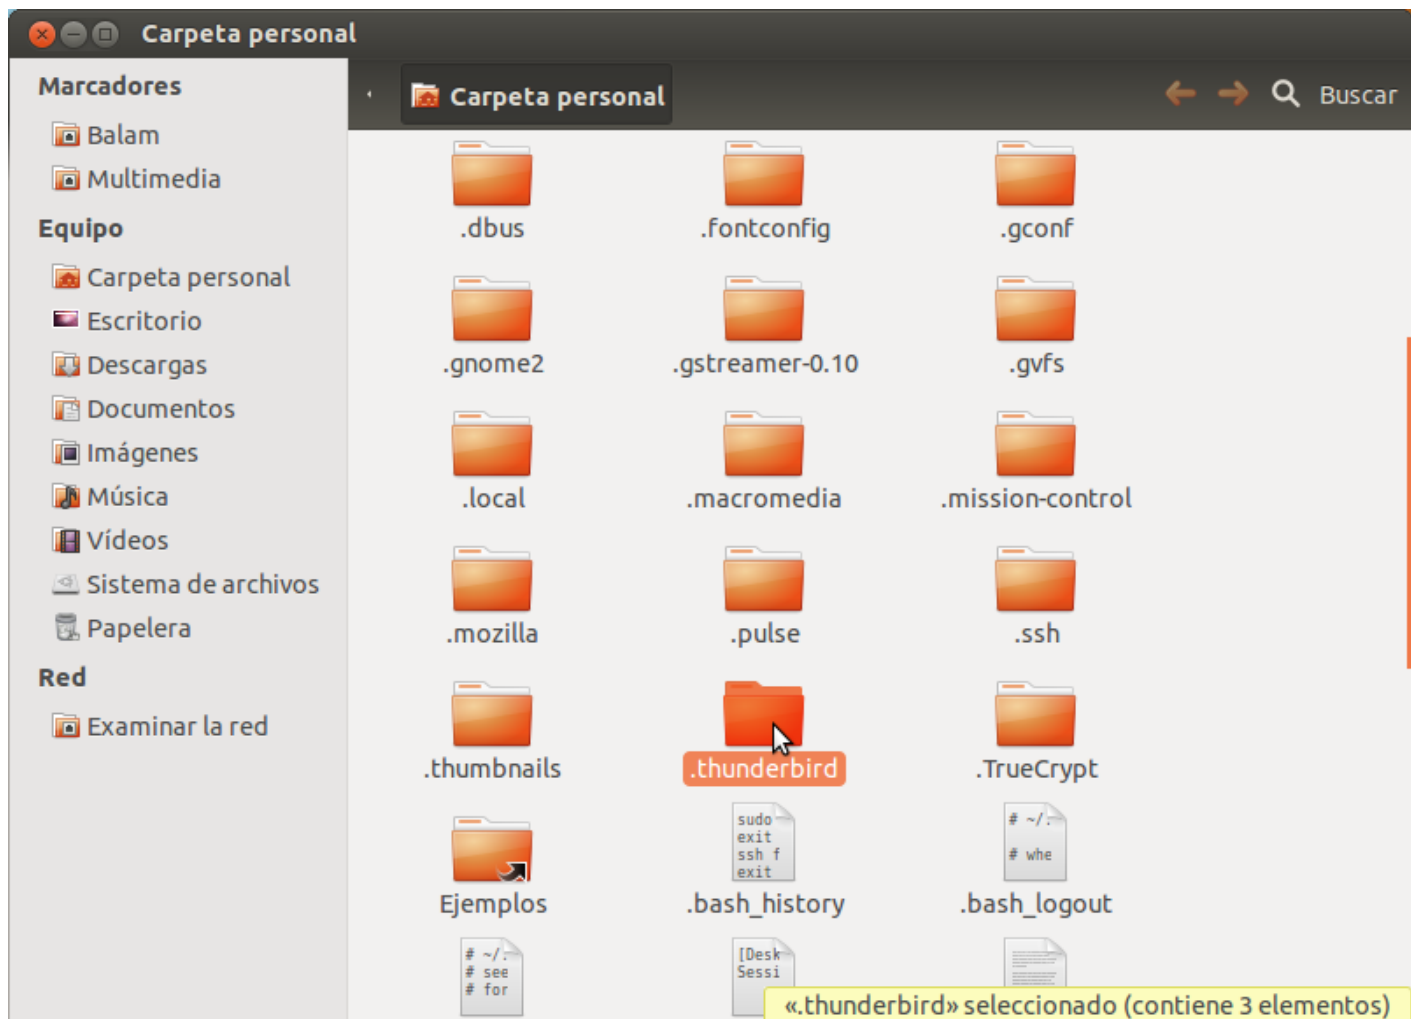 Carpeta personal
Marcadores
Balam
Multimedia
Equipo
Carpeta personal
Escritorio
Descargas
Documentos
Imágenes
Música
Vídeos
Sistema de archivos
Papelera
Red
Examinar la red
Carpeta personal
Buscar
.dbus
.fontconfig
.gconf
.gnome2
.gstreamer-0.10
.gvfs
.local
.macromedia
.mission-control
.mozilla
.pulse
.ssh
.thumbnails
.thunderbird
.TrueCrypt
sudo
exit
ssh f
exit
# ~/.
# whe
Ejemplos
.bash_history
.bash_logout
# ~/.
# see
# for
[Desk
Sessi
«.thunderbird» seleccionado (contiene 3 elementos)